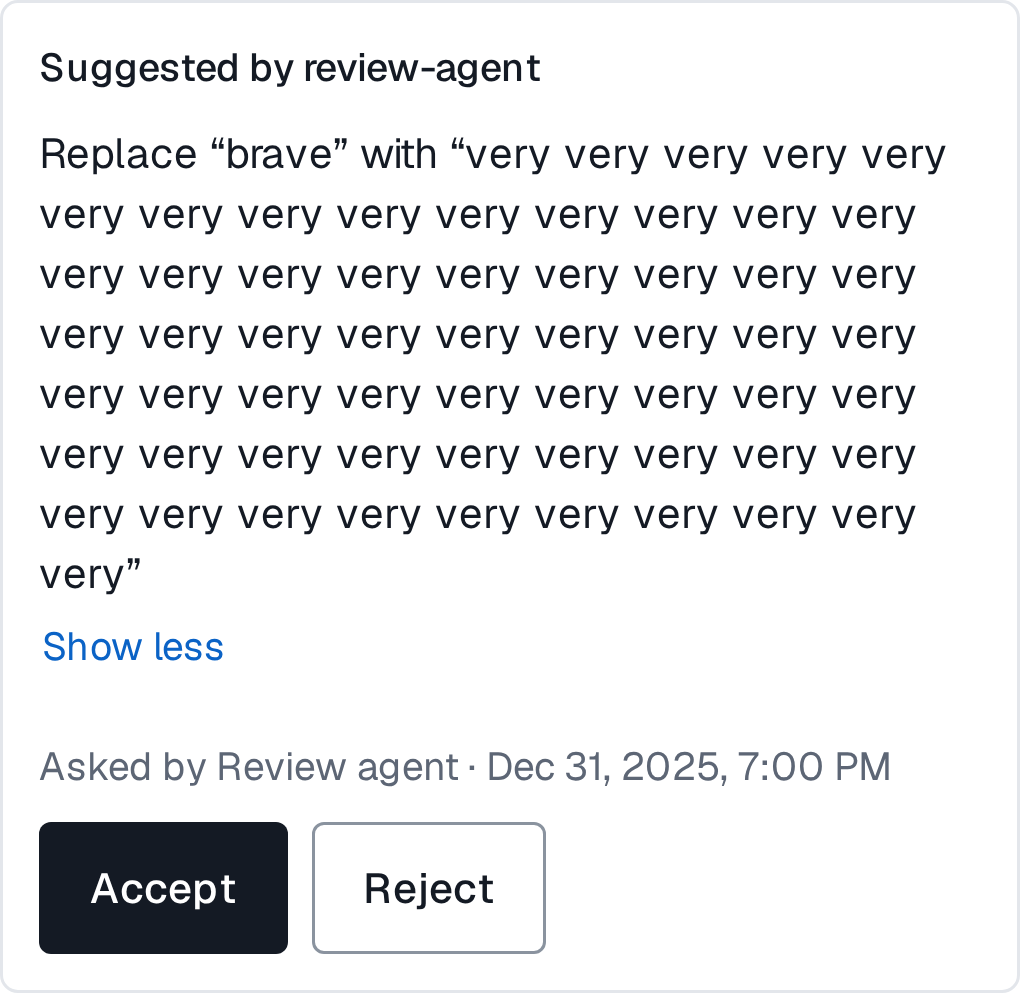 Suggested by review-agent
Replace “brave” with “very very very very very
very very very very very very very very very
very very very very very very very very very
very very very very very very very very very
very very very very very very very very very
very very very very very very very very very
very very very very very very very very very
very”
Show less
Asked by Review agent · Dec 31, 2025, 7:00 PM
Accept
Reject